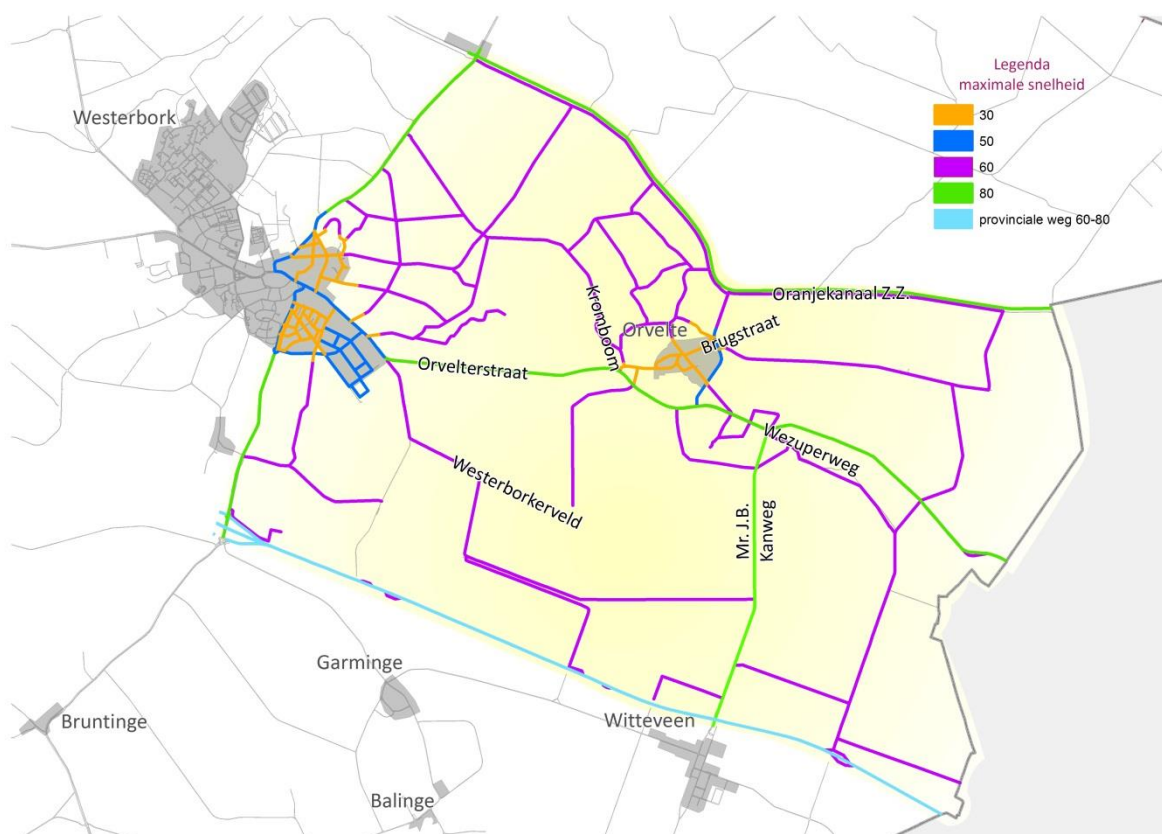 Legenda
maximale snelheid
30
50
60
80
provinciale weg 60-80
Westerbork
Oranjekanaal Z.Z.
Kromboom
Orvelte
Brugstraat
Orvelterstraat
Wezuperweg
Westerborkerveld
Mr. J.B.
Kanweg
Garminge
Bruntinge
Witteveen
Balinge